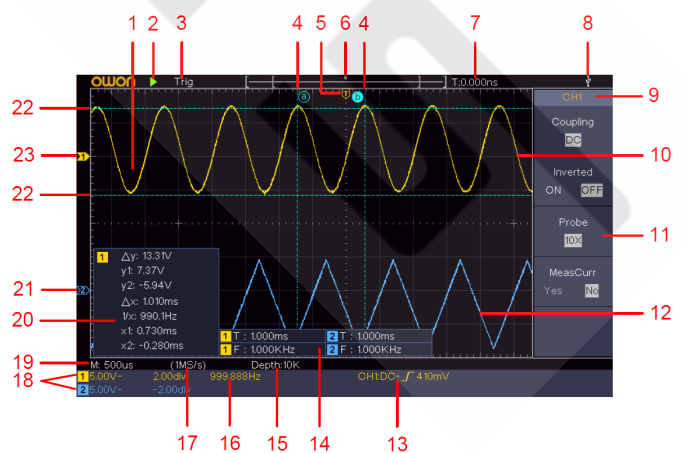 1 2 3 4 5 6 4 7 8
owon Trig T T:0.000ns
a T b
CH1 9
Coupling
DC
Inverted
ON OFF
Probe
10X
MeasCurr
Yes No
22
23 1
22
21 2
20
10
11
12
1 △y: 13.31V
y1: 7.37V
y2: -5.94V
△x: 1.010ms
1/x: 990.1Hz
x1: 0.730ms
x2: -0.280ms
1 T : 1.000ms 2 T : 1.000ms
1 F : 1.000KHz 2 F : 1.000KHz
19 M: 500us (1MS/s) Depth:10K
18 1 5.00V~ 2.00div 999.888Hz CH1:DC- 410mV
2 5.00V~ -2.00div
17 16 15 14 13